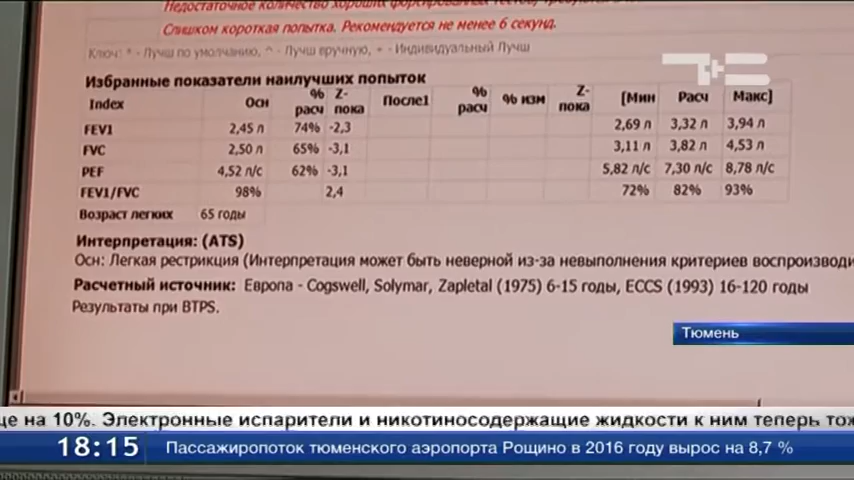 Недостаточное количество хороших
Слишком короткая попытка. Рекомендуется не менее 6 секунд.
Ключ: * - Лучш по умолчанию, ^ - Лучш вручную, + - Индивидуальный Лучш
Избранные показатели наилучших попыток
Index Осн % расч Z-пока После1 % расч % изм Z-пока [Мин Расч Макс]
FEV1 2,45 л 74% -2,3 2,69 л 3,32 л 3,94 л
FVC 2,50 л 65% -3,1 3,11 л 3,82 л 4,53 л
PEF 4,52 л/с 62% -3,1 5,82 л/с 7,30 л/с 8,78 л/с
FEV1/FVC 98% 2,4 72% 82% 93%
Возраст легких 65 годы
Интерпретация: (ATS)
Осн: Легкая рестрикция (Интерпретация может быть неверной из-за невыполнения критериев воспроизводи
Расчетный источник: Европа - Cogswell, Solymar, Zapletal (1975) 6-15 годы, ECCS (1993) 16-120 годы
Результаты при BTPS.
Тюмень
ще на 10%. Электронные испарители и никотиносодержащие жидкости к ним теперь тож
18:15 Пассажиропоток тюменского аэропорта Рощино в 2016 году вырос на 8,7 %